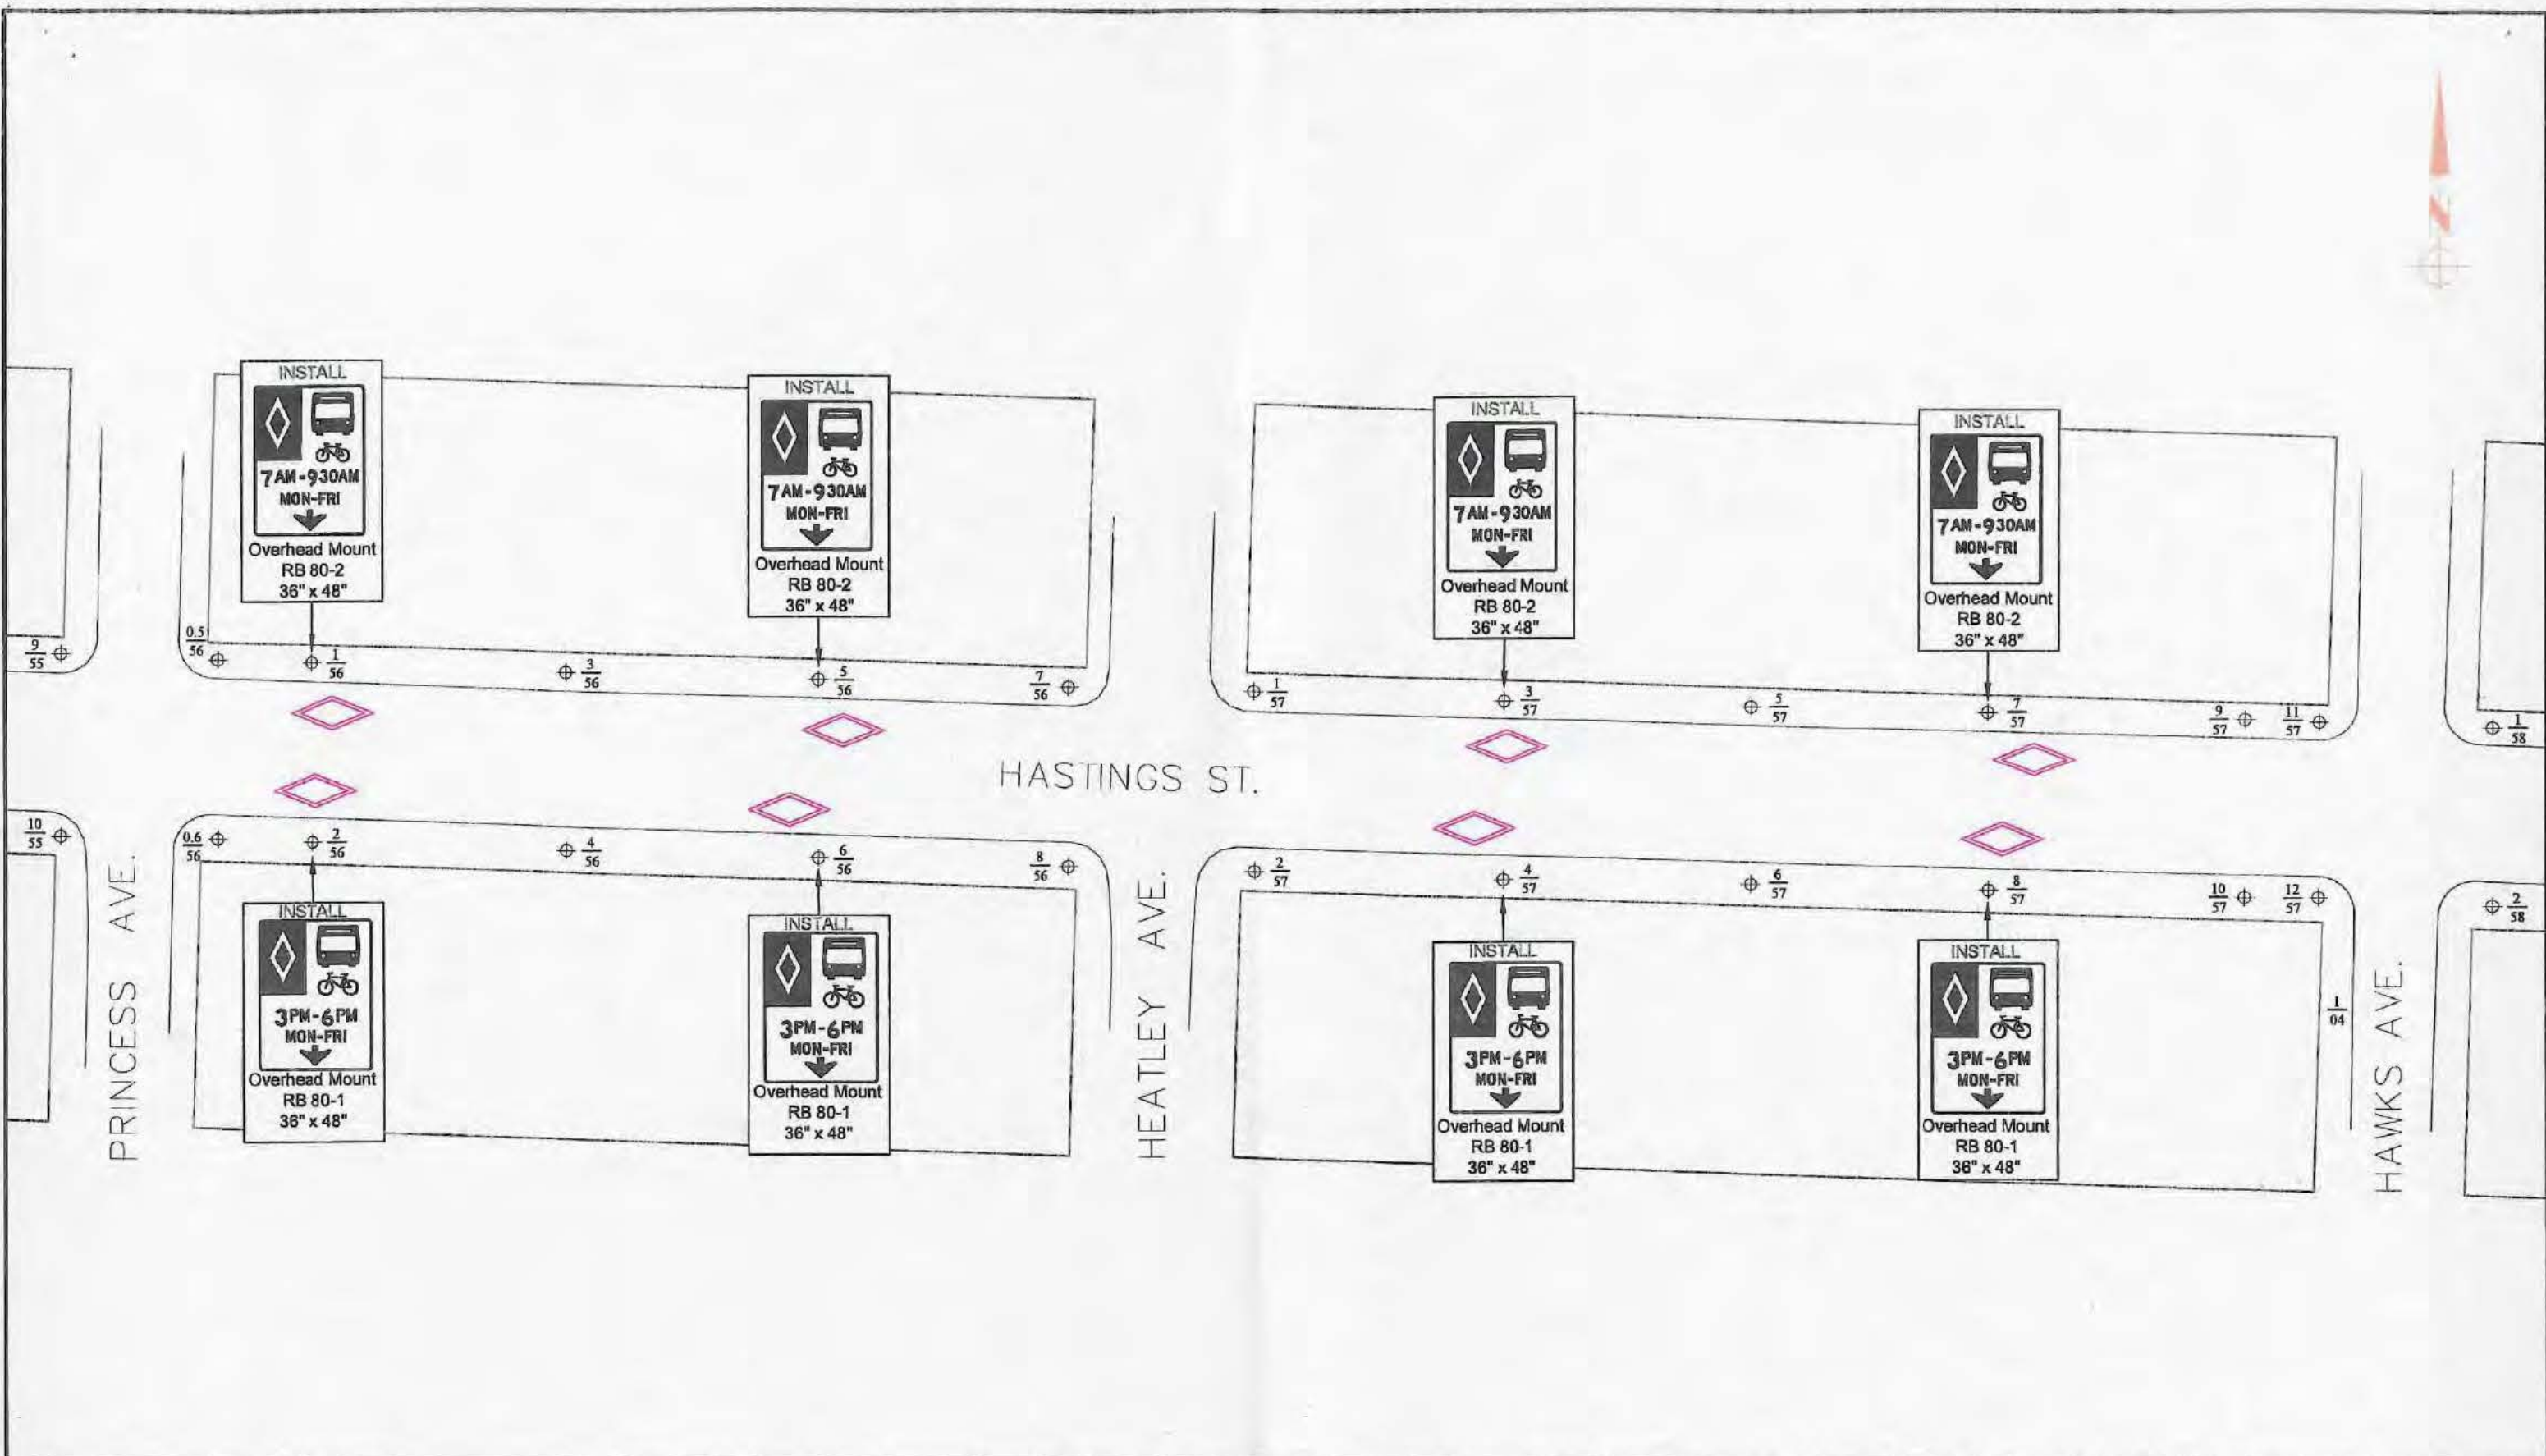 N
INSTALL
7AM-930AM
MON-FRI
Overhead Mount
RB 80-2
36" x 48"
INSTALL
7AM-930AM
MON-FRI
Overhead Mount
RB 80-2
36" x 48"
INSTALL
7AM-930AM
MON-FRI
Overhead Mount
RB 80-2
36" x 48"
INSTALL
7AM-930AM
MON-FRI
Overhead Mount
RB 80-2
36" x 48"
9
55
0.5
56
1
56
3
56
5
56
7
56
1
57
3
57
5
57
7
57
9
57
11
57
1
58
HASTINGS ST.
10
55
0.6
56
2
56
4
56
6
56
8
56
2
57
4
57
6
57
8
57
10
57
12
57
2
58
PRINCESS AVE.
INSTALL
3PM-6PM
MON-FRI
Overhead Mount
RB 80-1
36" x 48"
INSTALL
3PM-6PM
MON-FRI
Overhead Mount
RB 80-1
36" x 48"
HEATLEY AVE.
INSTALL
3PM-6PM
MON-FRI
Overhead Mount
RB 80-1
36" x 48"
INSTALL
3PM-6PM
MON-FRI
Overhead Mount
RB 80-1
36" x 48"
1
04
HAWKS AVE.